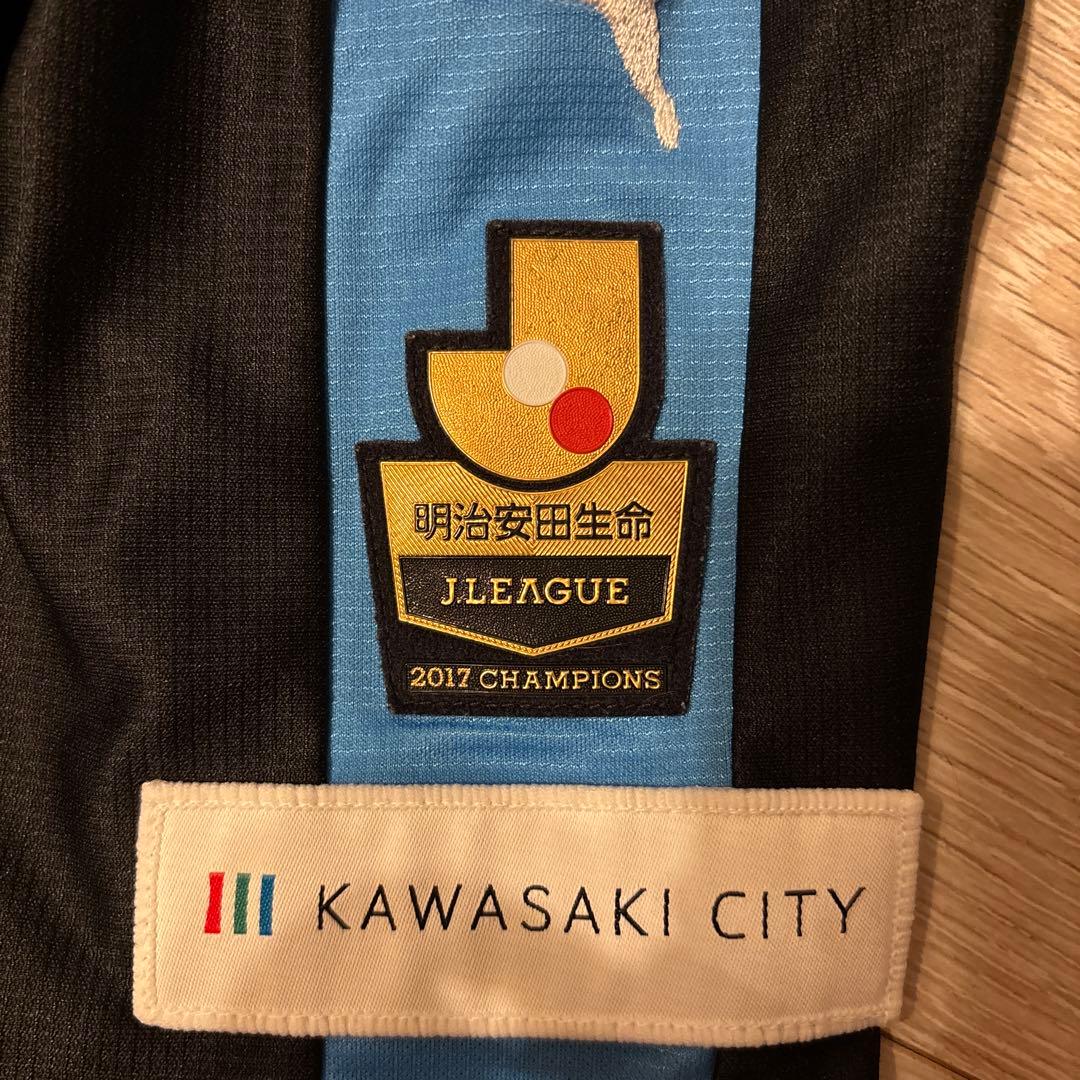 明治安田生命
J.LEAGUE
2017 CHAMPIONS
KAWASAKI CITY